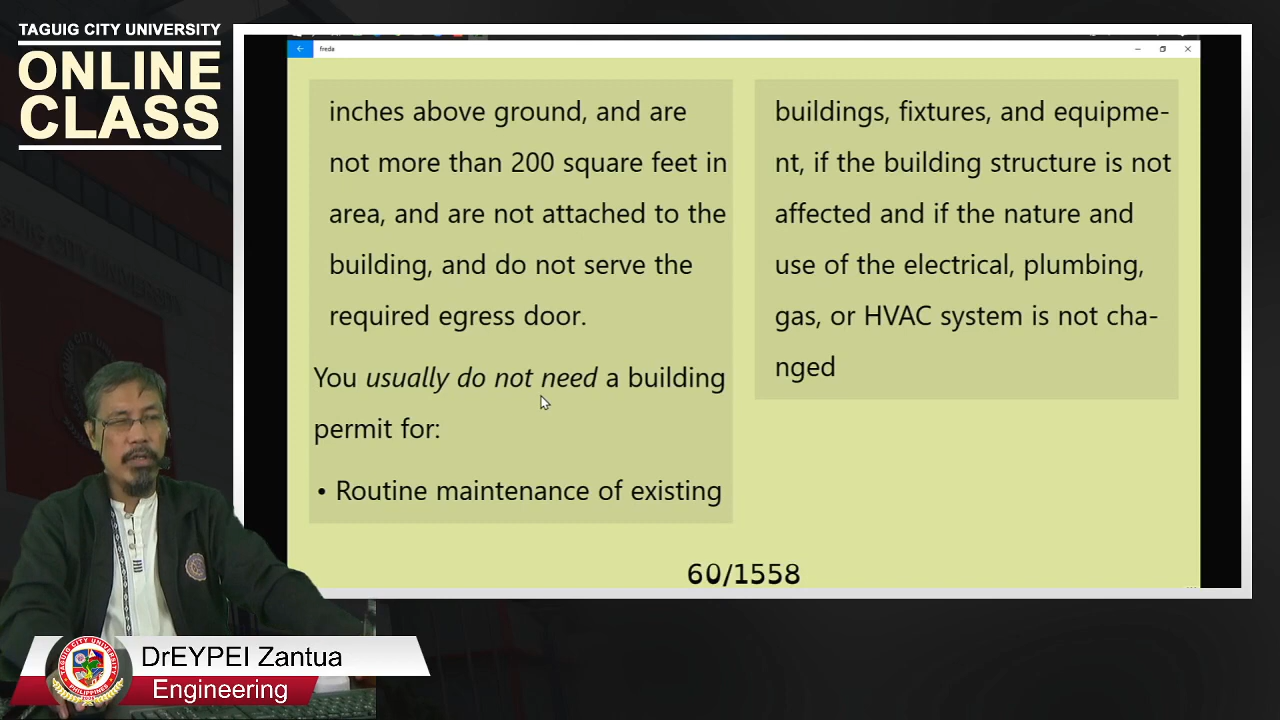 TAGUIG CITY UNIVERSITY
ONLINE
CLASS
freda
inches above ground, and are
not more than 200 square feet in
area, and are not attached to the
building, and do not serve the
required egress door.
You usually do not need a building
permit for:
• Routine maintenance of existing
buildings, fixtures, and equipme-
nt, if the building structure is not
affected and if the nature and
use of the electrical, plumbing,
gas, or HVAC system is not cha-
nged
60/1558
DrEYPEI Zantua
Engineering